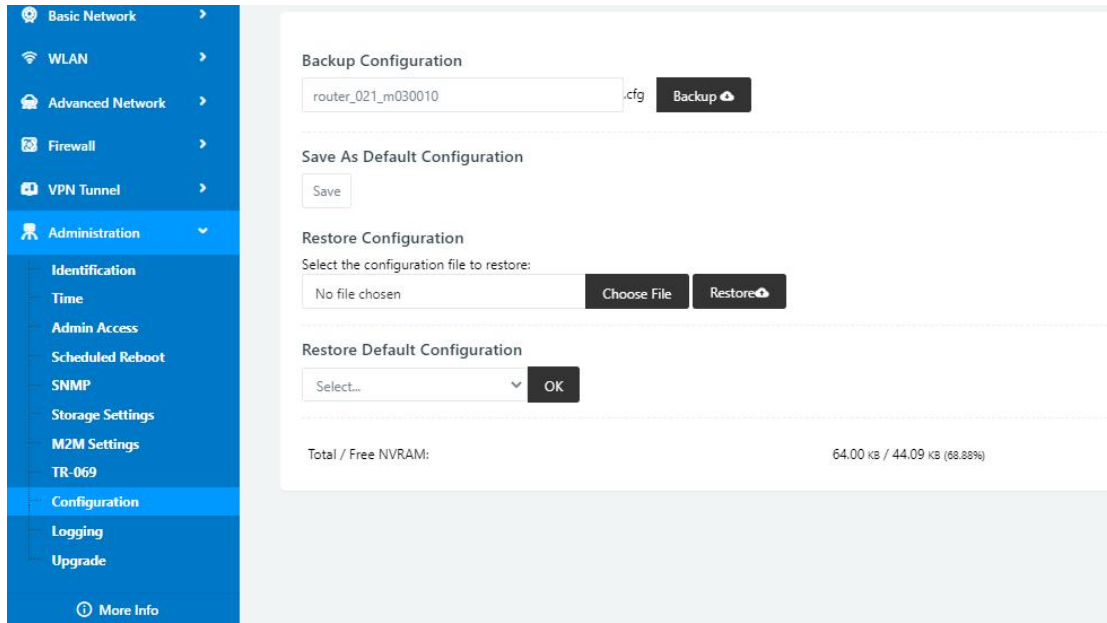 Basic Network
WLAN
Advanced Network
Firewall
VPN Tunnel
Administration
Identification
Time
Admin Access
Scheduled Reboot
SNMP
Storage Settings
M2M Settings
TR-069
Configuration
Logging
Upgrade
More Info
Backup Configuration
router_021_m030010 .cfg Backup
Save As Default Configuration
Save
Restore Configuration
Select the configuration file to restore:
No file chosen Choose File Restore
Restore Default Configuration
Select... OK
Total / Free NVRAM: 64.00 KB / 44.09 KB (68.88%)